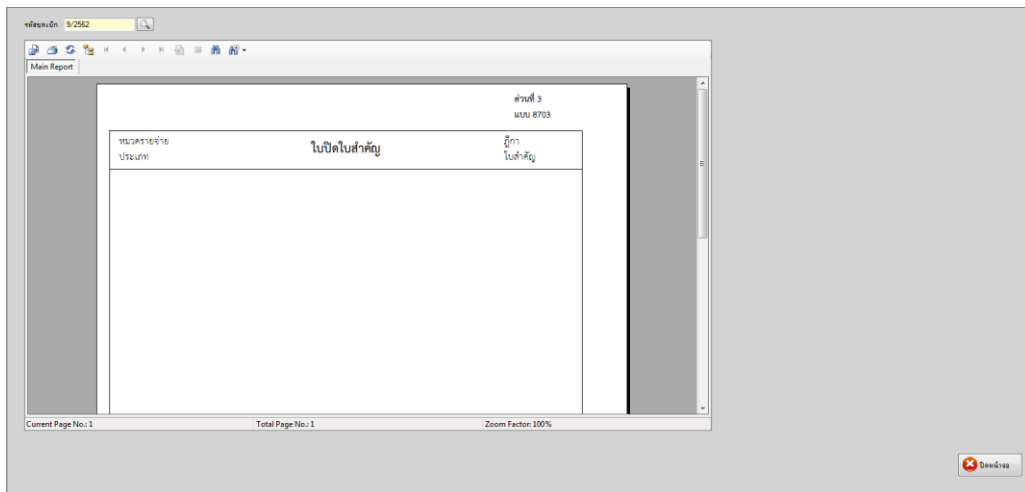 รหัสชุดเบิก 9/2562
Main Report
ส่วนที่ 3
แบบ 8703
หมวดรายจ่าย ใบปิดใบสำคัญ ฎีกา
ประเภท ใบสำคัญ
Current Page No.: 1 Total Page No.: 1 Zoom Factor: 100%
ปิดหน้าจอ